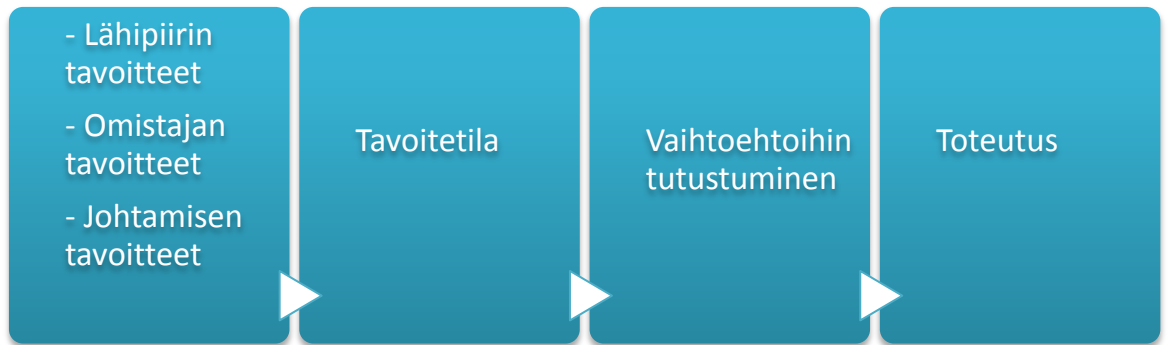 - Lähipiirin
tavoitteet
- Omistajan
tavoitteet
- Johtamisen
tavoitteet
Tavoitetila
Vaihtoehtoihin
tutustuminen
Toteutus